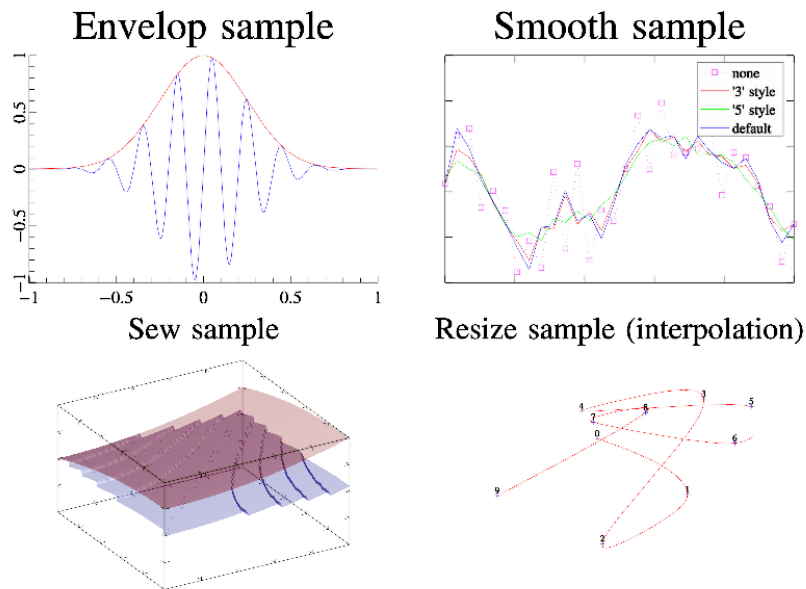 Envelop sample
Smooth sample
1
0.5
0
−0.5
−1
−1
−0.5
0
0.5
1
none
'3' style
'5' style
default
Sew sample
Resize sample (interpolation)
4
3
5
7
8
0
6
9
1
2